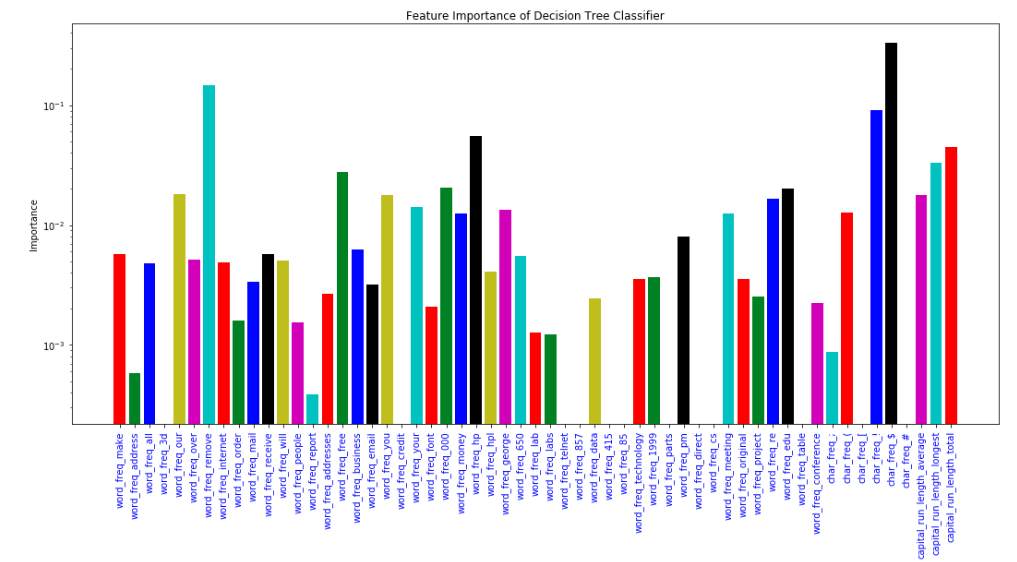 Feature Importance of Decision Tree Classifier
Importance
10⁻¹
10⁻²
10⁻³
word_freq_make
word_freq_address
word_freq_all
word_freq_3d
word_freq_our
word_freq_over
word_freq_remove
word_freq_internet
word_freq_order
word_freq_mail
word_freq_receive
word_freq_will
word_freq_people
word_freq_report
word_freq_addresses
word_freq_free
word_freq_business
word_freq_email
word_freq_you
word_freq_credit
word_freq_your
word_freq_font
word_freq_000
word_freq_money
word_freq_hp
word_freq_hpl
word_freq_george
word_freq_650
word_freq_lab
word_freq_labs
word_freq_telnet
word_freq_857
word_freq_data
word_freq_415
word_freq_85
word_freq_technology
word_freq_1999
word_freq_parts
word_freq_pm
word_freq_direct
word_freq_cs
word_freq_meeting
word_freq_original
word_freq_project
word_freq_re
word_freq_edu
word_freq_table
word_freq_conference
char_freq_;
char_freq_(
char_freq_[
char_freq_!
char_freq_$
char_freq_#
capital_run_length_average
capital_run_length_longest
capital_run_length_total